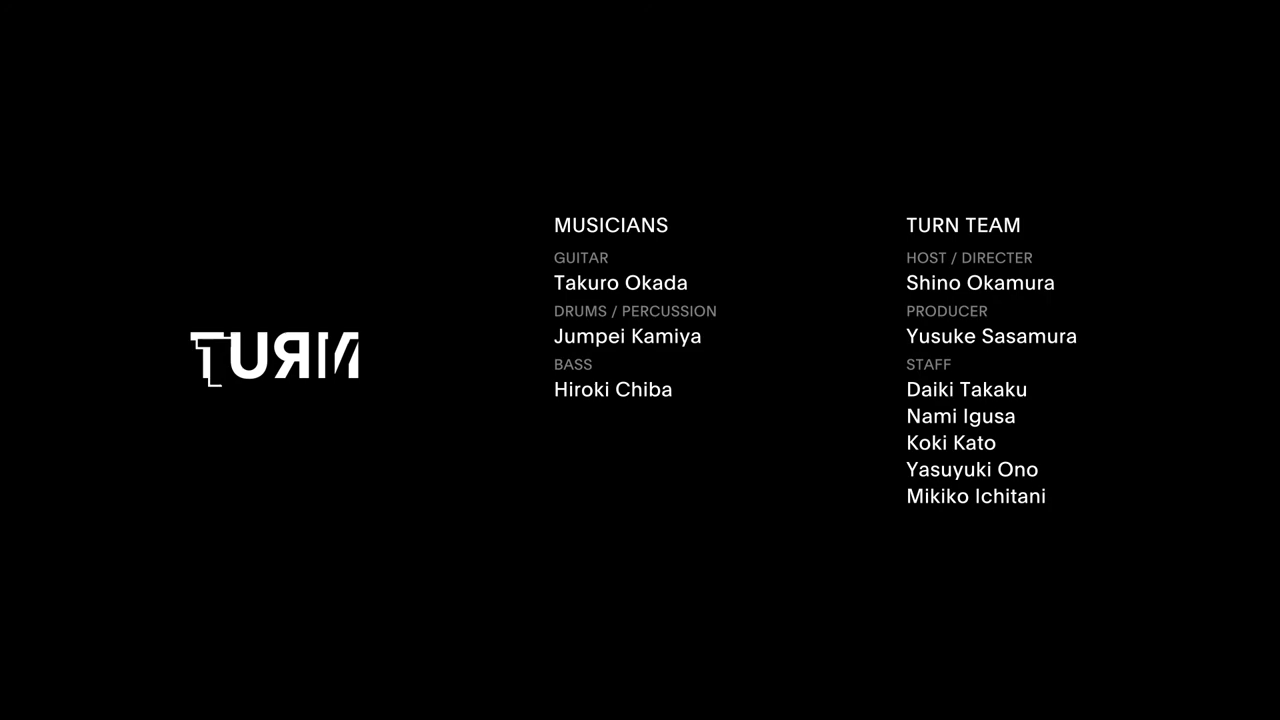 TURN
MUSICIANS
GUITAR
Takuro Okada
DRUMS / PERCUSSION
Jumpei Kamiya
BASS
Hiroki Chiba
TURN TEAM
HOST / DIRECTER
Shino Okamura
PRODUCER
Yusuke Sasamura
STAFF
Daiki Takaku
Nami Igusa
Koki Kato
Yasuyuki Ono
Mikiko Ichitani